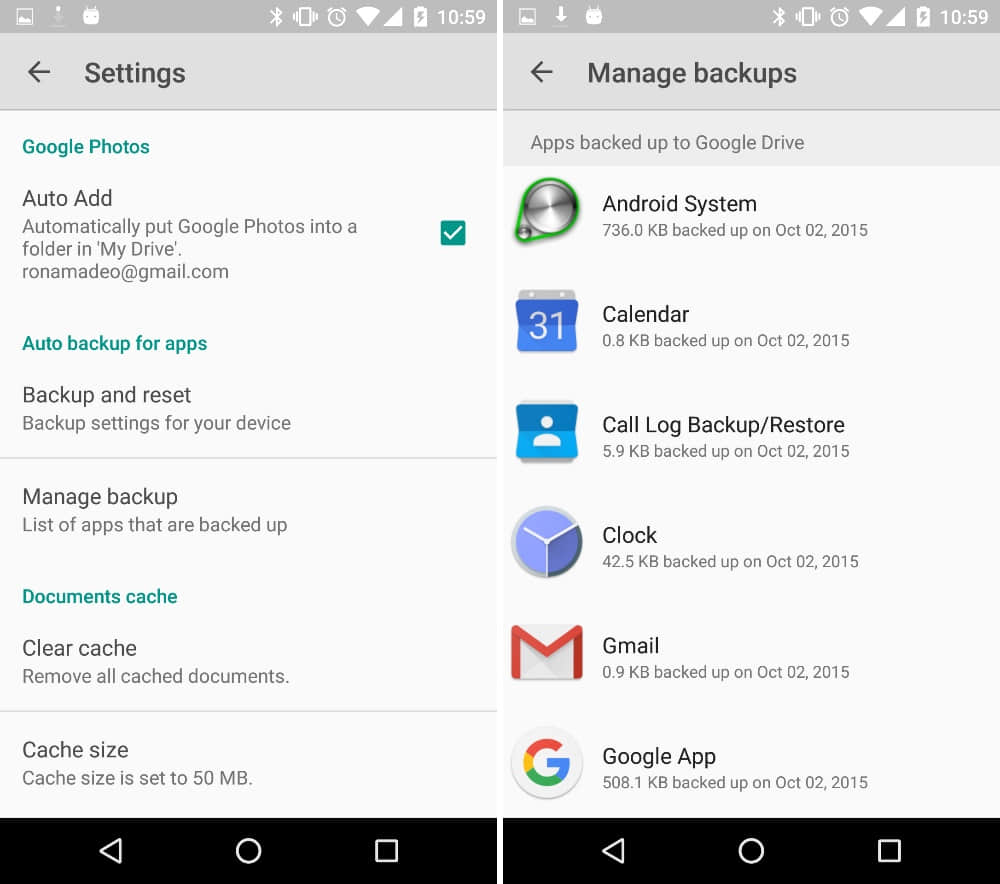 10:59
Settings
Google Photos
Auto Add
Automatically put Google Photos into a
folder in 'My Drive'.
ronamadeo@gmail.com
Auto backup for apps
Backup and reset
Backup settings for your device
Manage backup
List of apps that are backed up
Documents cache
Clear cache
Remove all cached documents.
Cache size
Cache size is set to 50 MB.
10:59
Manage backups
Apps backed up to Google Drive
Android System
736.0 KB backed up on Oct 02, 2015
31
Calendar
0.8 KB backed up on Oct 02, 2015
Call Log Backup/Restore
5.9 KB backed up on Oct 02, 2015
Clock
42.5 KB backed up on Oct 02, 2015
Gmail
0.9 KB backed up on Oct 02, 2015
G
Google App
508.1 KB backed up on Oct 02, 2015